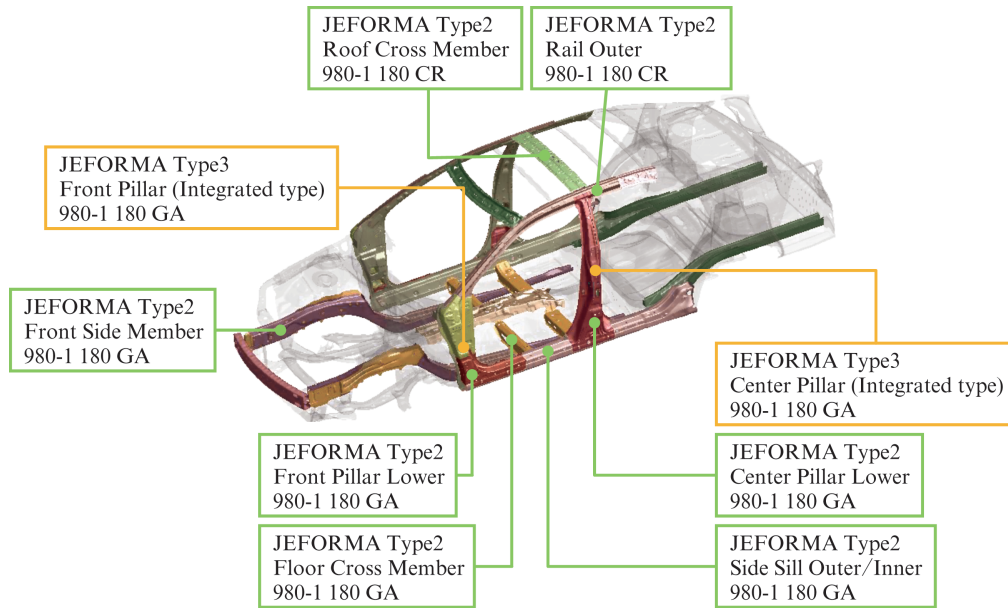 JEFORMA Type2
Roof Cross Member
980-1 180 CR
JEFORMA Type2
Rail Outer
980-1 180 CR
JEFORMA Type3
Front Pillar (Integrated type)
980-1 180 GA
JEFORMA Type2
Front Side Member
980-1 180 GA
JEFORMA Type3
Center Pillar (Integrated type)
980-1 180 GA
JEFORMA Type2
Front Pillar Lower
980-1 180 GA
JEFORMA Type2
Center Pillar Lower
980-1 180 GA
JEFORMA Type2
Floor Cross Member
980-1 180 GA
JEFORMA Type2
Side Sill Outer/Inner
980-1 180 GA